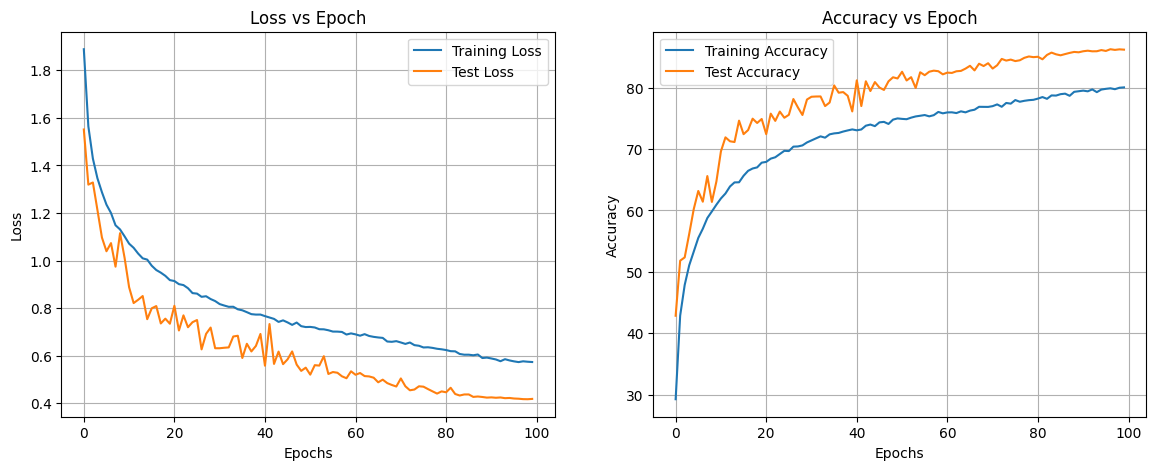 Loss vs Epoch
Training Loss
Test Loss
Loss
1.8
1.6
1.4
1.2
1.0
0.8
0.6
0.4
0
20
40
60
80
100
Epochs
Accuracy vs Epoch
Training Accuracy
Test Accuracy
Accuracy
80
70
60
50
40
30
0
20
40
60
80
100
Epochs